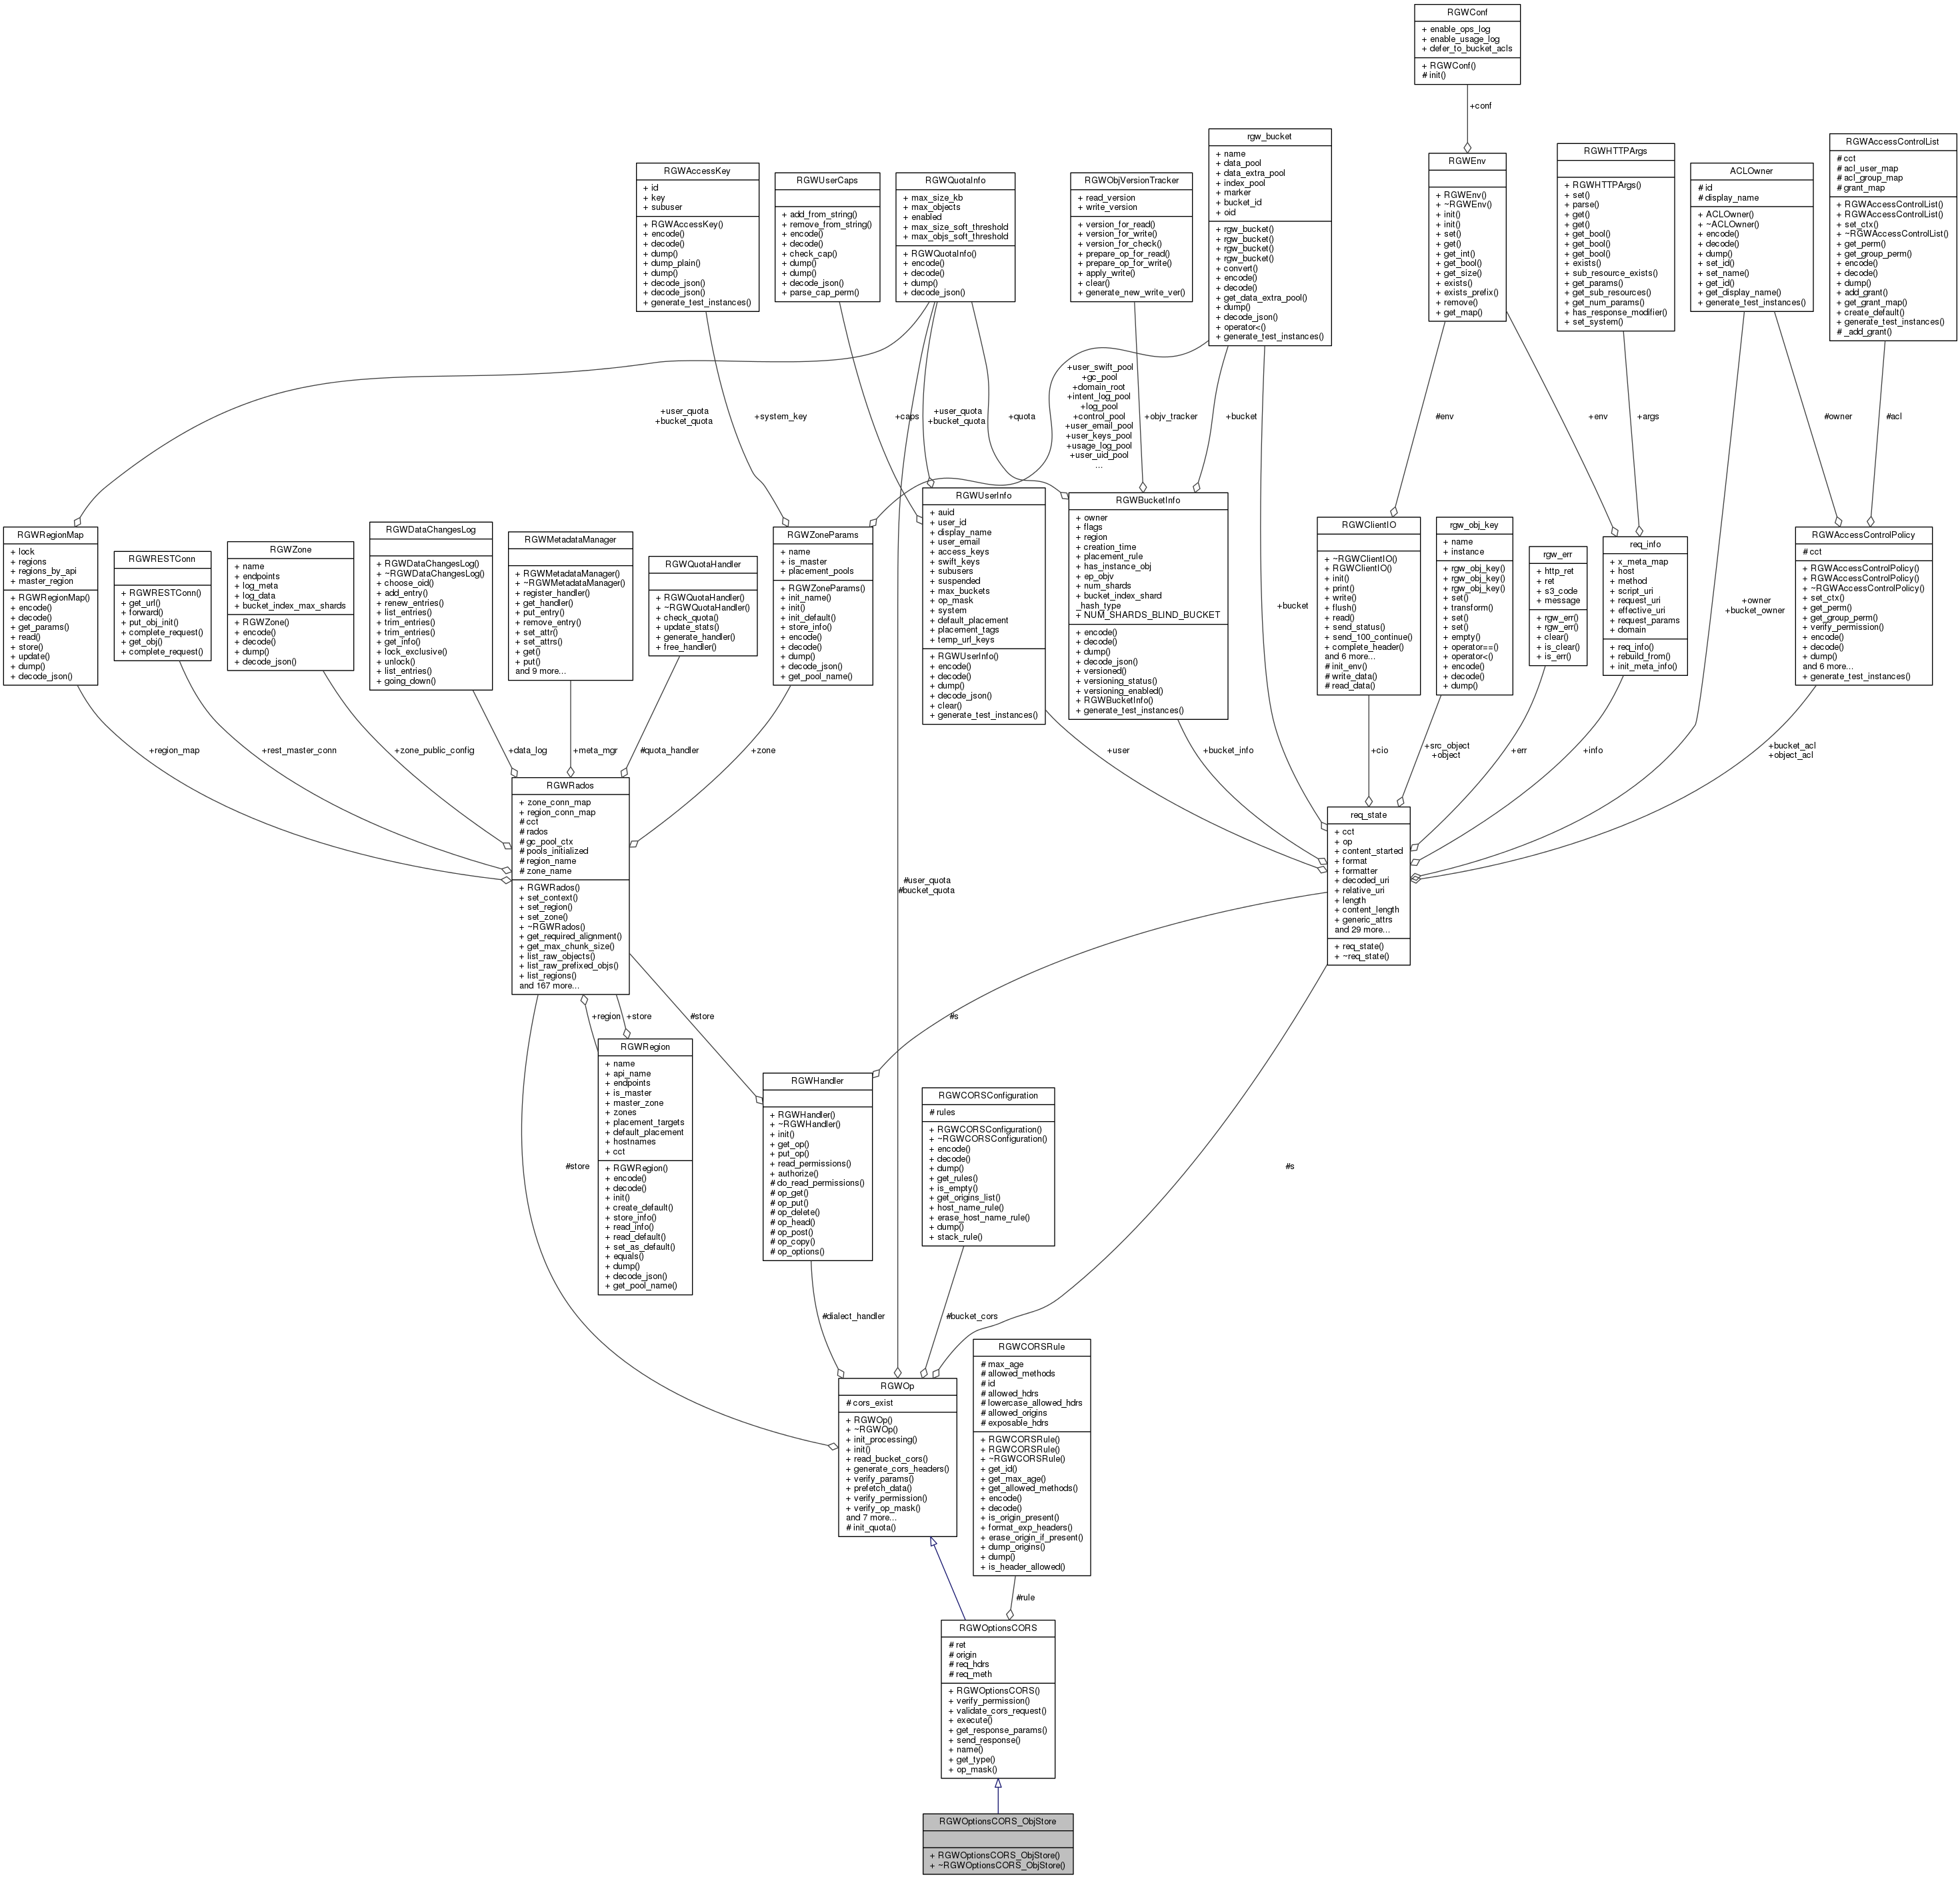 RGWConf
+ enable_ops_log
+ enable_usage_log
+ defer_to_bucket_acls
+ RGWConf()
# init()
+conf
rgw_bucket
+ name
+ data_pool
+ data_extra_pool
+ index_pool
+ marker
+ bucket_id
+ oid
+ rgw_bucket()
+ rgw_bucket()
+ rgw_bucket()
+ rgw_bucket()
+ convert()
+ encode()
+ decode()
+ get_data_extra_pool()
+ dump()
+ decode_json()
+ operator<()
+ generate_test_instances()
RGWAccessControlList
# cct
# acl_user_map
# acl_group_map
# grant_map
+ RGWAccessControlList()
+ RGWAccessControlList()
+ set_ctx()
+ ~RGWAccessControlList()
+ get_perm()
+ get_group_perm()
+ encode()
+ decode()
+ dump()
+ add_grant()
+ get_grant_map()
+ create_default()
+ generate_test_instances()
# _add_grant()
RGWHTTPArgs
+ RGWHTTPArgs()
+ set()
+ parse()
+ get()
+ get()
+ get_bool()
+ get_bool()
+ get_bool()
+ exists()
+ sub_resource_exists()
+ get_params()
+ get_sub_resources()
+ get_num_params()
+ has_response_modifier()
+ set_system()
RGWEnv
+ RGWEnv()
+ ~RGWEnv()
+ init()
+ init()
+ set()
+ get()
+ get_int()
+ get_bool()
+ get_size()
+ exists()
+ exists_prefix()
+ remove()
+ get_map()
ACLOwner
# id
# display_name
+ ACLOwner()
+ ~ACLOwner()
+ encode()
+ decode()
+ dump()
+ set_id()
+ set_name()
+ get_id()
+ get_display_name()
+ generate_test_instances()
RGWAccessKey
+ id
+ key
+ subuser
+ RGWAccessKey()
+ encode()
+ decode()
+ dump()
+ dump_plain()
+ dump()
+ decode_json()
+ decode_json()
+ generate_test_instances()
RGWUserCaps
+ add_from_string()
+ remove_from_string()
+ encode()
+ decode()
+ check_cap()
+ dump()
+ dump()
+ decode_json()
+ parse_cap_perm()
RGWQuotaInfo
+ max_size_kb
+ max_objects
+ enabled
+ max_size_soft_threshold
+ max_objs_soft_threshold
+ RGWQuotaInfo()
+ encode()
+ decode()
+ dump()
+ decode_json()
RGWObjVersionTracker
+ read_version
+ write_version
+ version_for_read()
+ version_for_write()
+ version_for_check()
+ prepare_op_for_read()
+ prepare_op_for_write()
+ apply_write()
+ clear()
+ generate_new_write_ver()
+user_quota
+bucket_quota
+system_key
+caps
+user_quota
+bucket_quota
+quota
+user_swift_pool
+gc_pool
+domain_root
+intent_log_pool
+log_pool
+control_pool
+user_email_pool
+user_keys_pool
+usage_log_pool
+user_uid_pool
...
+objv_tracker
+bucket
#env
+env
+args
#owner
#acl
RGWRegionMap
+ lock
+ regions
+ regions_by_api
+ master_region
+ RGWRegionMap()
+ encode()
+ decode()
+ get_params()
+ read()
+ store()
+ update()
+ dump()
+ decode_json()
RGWRESTConn
+ RGWRESTConn()
+ get_url()
+ forward()
+ put_obj_init()
+ complete_request()
+ get_obj()
+ complete_request()
RGWZone
+ name
+ endpoints
+ log_meta
+ log_data
+ bucket_index_max_shards
+ RGWZone()
+ encode()
+ decode()
+ dump()
+ decode_json()
RGWDataChangesLog
+ RGWDataChangesLog()
+ ~RGWDataChangesLog()
+ choose_oid()
+ add_entry()
+ renew_entries()
+ list_entries()
+ trim_entries()
+ trim_entries()
+ get_info()
+ lock_exclusive()
+ unlock()
+ list_entries()
+ going_down()
RGWMetadataManager
+ RGWMetadataManager()
+ ~RGWMetadataManager()
+ register_handler()
+ get_handler()
+ put_entry()
+ remove_entry()
+ set_attr()
+ set_attrs()
+ get()
+ put()
and 9 more...
RGWQuotaHandler
+ RGWQuotaHandler()
+ ~RGWQuotaHandler()
+ check_quota()
+ update_stats()
+ generate_handler()
+ free_handler()
RGWZoneParams
+ name
+ is_master
+ placement_pools
+ RGWZoneParams()
+ init_name()
+ init()
+ init_default()
+ store_info()
+ encode()
+ decode()
+ dump()
+ decode_json()
+ get_pool_name()
RGWUserInfo
+ auid
+ user_id
+ display_name
+ user_email
+ access_keys
+ swift_keys
+ subusers
+ suspended
+ max_buckets
+ op_mask
+ system
+ default_placement
+ placement_tags
+ temp_url_keys
+ RGWUserInfo()
+ encode()
+ decode()
+ dump()
+ decode_json()
+ clear()
+ generate_test_instances()
RGWBucketInfo
+ owner
+ flags
+ region
+ creation_time
+ placement_rule
+ has_instance_obj
+ ep_objv
+ num_shards
+ bucket_index_shard
_hash_type
+ NUM_SHARDS_BLIND_BUCKET
+ encode()
+ decode()
+ dump()
+ decode_json()
+ versioned()
+ versioning_status()
+ versioning_enabled()
+ RGWBucketInfo()
+ generate_test_instances()
+bucket
RGWClientIO
+ ~RGWClientIO()
+ RGWClientIO()
+ init()
+ print()
+ write()
+ flush()
+ read()
+ send_status()
+ send_100_continue()
+ complete_header()
and 6 more...
# init_env()
# write_data()
# read_data()
rgw_obj_key
+ name
+ instance
+ rgw_obj_key()
+ rgw_obj_key()
+ rgw_obj_key()
+ set()
+ transform()
+ set()
+ set()
+ empty()
+ operator==()
+ operator<()
+ encode()
+ decode()
+ dump()
rgw_err
+ http_ret
+ ret
+ s3_code
+ message
+ rgw_err()
+ rgw_err()
+ clear()
+ is_clear()
+ is_err()
req_info
+ x_meta_map
+ host
+ method
+ script_uri
+ request_uri
+ effective_uri
+ request_params
+ domain
+ req_info()
+ rebuild_from()
+ init_meta_info()
+owner
+bucket_owner
RGWAccessControlPolicy
# cct
+ RGWAccessControlPolicy()
+ RGWAccessControlPolicy()
+ ~RGWAccessControlPolicy()
+ set_ctx()
+ get_perm()
+ get_group_perm()
+ verify_permission()
+ encode()
+ decode()
+ dump()
and 6 more...
+ generate_test_instances()
+region_map
+rest_master_conn
+zone_public_config
+data_log
+meta_mgr
#quota_handler
+zone
+user
+bucket_info
+cio
+src_object
+object
+err
+info
+bucket_acl
+object_acl
RGWRados
+ zone_conn_map
+ region_conn_map
# cct
# rados
# gc_pool_ctx
# pools_initialized
# region_name
# zone_name
+ RGWRados()
+ set_context()
+ set_region()
+ set_zone()
+ ~RGWRados()
+ get_required_alignment()
+ get_max_chunk_size()
+ list_raw_objects()
+ list_raw_prefixed_objs()
+ list_regions()
and 167 more...
#user_quota
#bucket_quota
req_state
+ cct
+ op
+ content_started
+ format
+ formatter
+ decoded_uri
+ relative_uri
+ length
+ content_length
+ generic_attrs
and 29 more...
+ req_state()
+ ~req_state()
+region
+store
#store
#s
RGWRegion
+ name
+ api_name
+ endpoints
+ is_master
+ master_zone
+ zones
+ placement_targets
+ default_placement
+ hostnames
+ cct
+ RGWRegion()
+ encode()
+ decode()
+ init()
+ create_default()
+ store_info()
+ read_info()
+ read_default()
+ set_as_default()
+ equals()
+ dump()
+ decode_json()
+ get_pool_name()
RGWHandler
+ RGWHandler()
+ ~RGWHandler()
+ init()
+ get_op()
+ put_op()
+ read_permissions()
+ authorize()
# do_read_permissions()
# op_get()
# op_put()
# op_delete()
# op_head()
# op_post()
# op_copy()
# op_options()
RGWCORSConfiguration
# rules
+ RGWCORSConfiguration()
+ ~RGWCORSConfiguration()
+ encode()
+ decode()
+ dump()
+ get_rules()
+ is_empty()
+ get_origins_list()
+ host_name_rule()
+ erase_host_name_rule()
+ dump()
+ stack_rule()
#store
#s
#dialect_handler
#bucket_cors
RGWOp
# cors_exist
+ RGWOp()
+ ~RGWOp()
+ init_processing()
+ init()
+ read_bucket_cors()
+ generate_cors_headers()
+ verify_params()
+ prefetch_data()
+ verify_permission()
+ verify_op_mask()
and 7 more...
# init_quota()
RGWCORSRule
# max_age
# allowed_methods
# id
# allowed_hdrs
# lowercase_allowed_hdrs
# allowed_origins
# exposable_hdrs
+ RGWCORSRule()
+ RGWCORSRule()
+ ~RGWCORSRule()
+ get_id()
+ get_max_age()
+ get_allowed_methods()
+ encode()
+ decode()
+ is_origin_present()
+ format_exp_headers()
+ erase_origin_if_present()
+ dump_origins()
+ dump()
+ is_header_allowed()
#rule
RGWOptionsCORS
# ret
# origin
# req_hdrs
# req_meth
+ RGWOptionsCORS()
+ verify_permission()
+ validate_cors_request()
+ execute()
+ get_response_params()
+ send_response()
+ name()
+ get_type()
+ op_mask()
RGWOptionsCORS_ObjStore
+ RGWOptionsCORS_ObjStore()
+ ~RGWOptionsCORS_ObjStore()